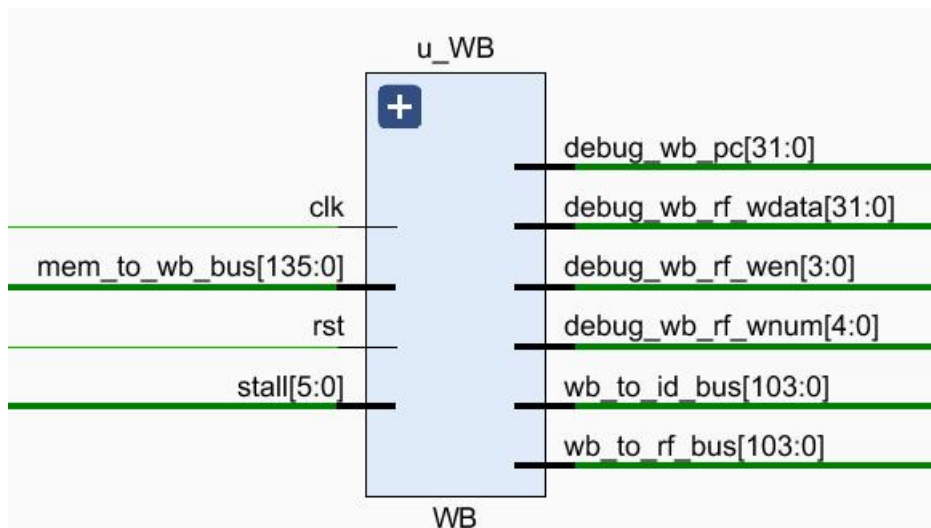 u_WB
clk
mem_to_wb_bus[135:0]
rst
stall[5:0]
debug_wb_pc[31:0]
debug_wb_rf_wdata[31:0]
debug_wb_rf_wen[3:0]
debug_wb_rf_wnum[4:0]
wb_to_id_bus[103:0]
wb_to_rf_bus[103:0]
WB